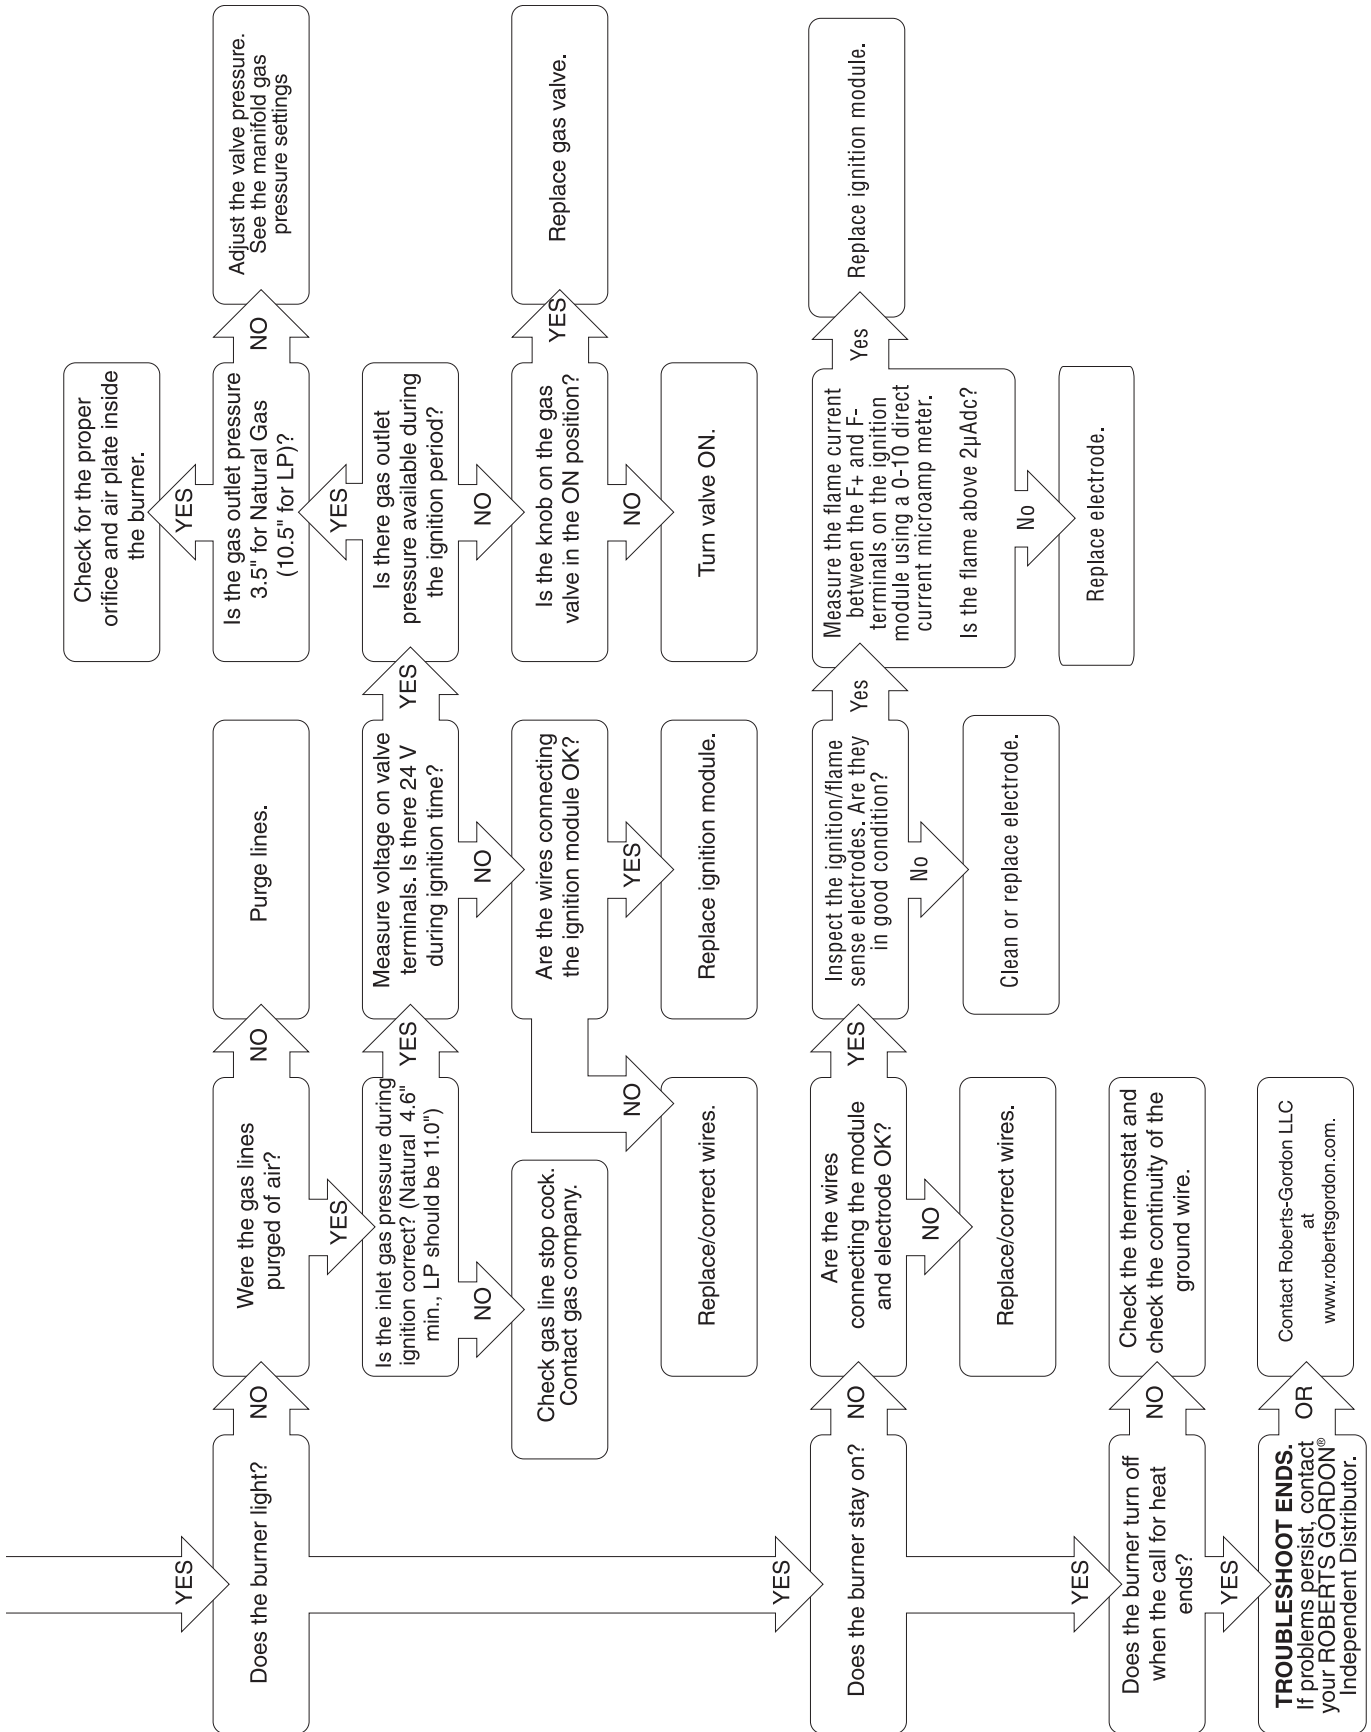 YES
Does the burner light?
NO
Were the gas lines
purged of air?
NO
Purge lines.
YES
Is the inlet gas pressure during
ignition correct? (Natural 4.6"
min., LP should be 11.0")
NO
Check gas line stop cock.
Contact gas company.
YES
Measure voltage on valve
terminals. Is there 24 V
during ignition time?
NO
Are the wires connecting
the ignition module OK?
NO
Replace/correct wires.
YES
Replace ignition module.
YES
Is there gas outlet
pressure available during
the ignition period?
YES
Is the gas outlet pressure
3.5" for Natural Gas
(10.5" for LP)?
YES
Check for the proper
orifice and air plate inside
the burner.
NO
Adjust the valve pressure.
See the manifold gas
pressure settings
NO
Is the knob on the gas
valve in the ON position?
YES
Replace gas valve.
NO
Turn valve ON.
YES
Does the burner stay on?
NO
Are the wires
connecting the module
and electrode OK?
NO
Replace/correct wires.
YES
Inspect the ignition/flame
sense electrodes. Are they
in good condition?
No
Clean or replace electrode.
Yes
Measure the flame current
between the F+ and F-
terminals on the ignition
module using a 0-10 direct
current microamp meter.
Is the flame above 2µAdc?
Yes
Replace ignition module.
No
Replace electrode.
YES
Does the burner turn off
when the call for heat
ends?
NO
Check the thermostat and
check the continuity of the
ground wire.
YES
TROUBLESHOOT ENDS.
If problems persist, contact
your ROBERTS GORDON®
Independent Distributor.
OR
Contact Roberts-Gordon LLC
at
www.robertsgordon.com.